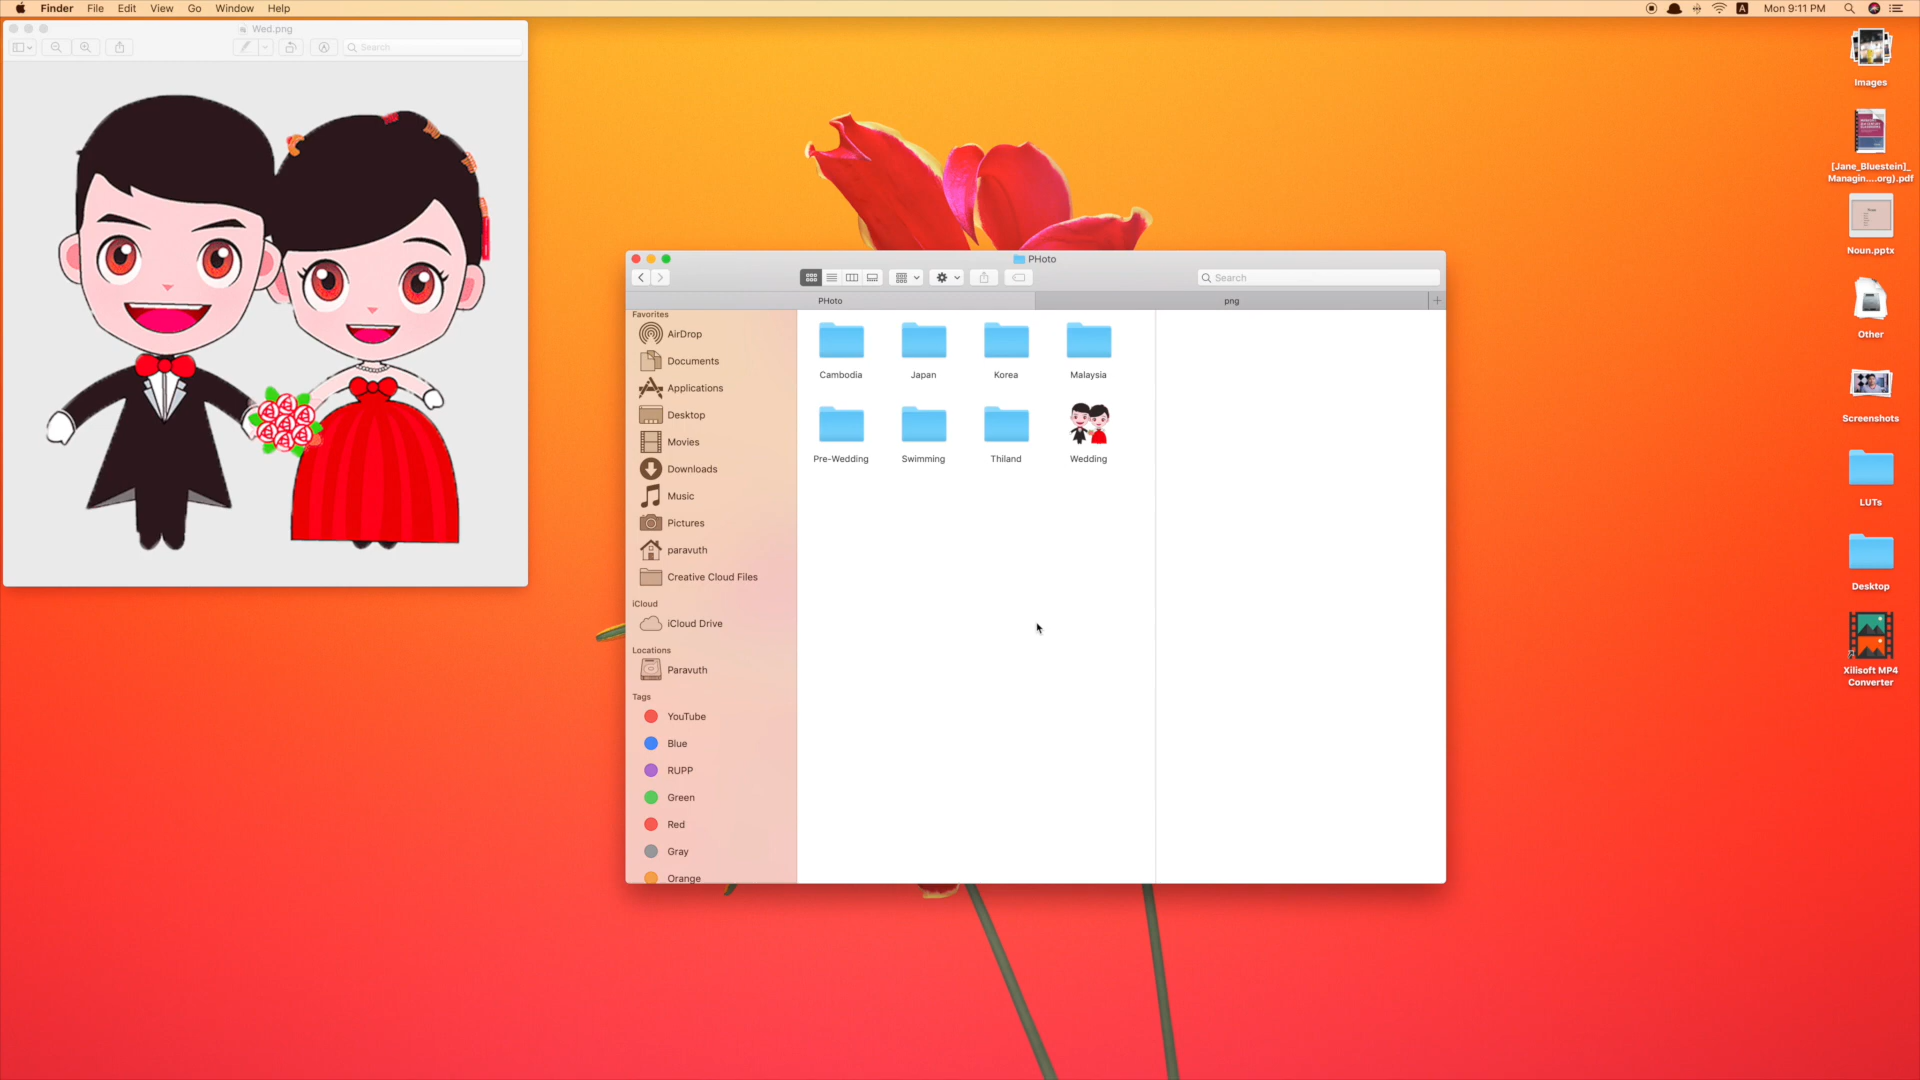 Finder File Edit View Go Window Help
A Mon 9:11 PM
Wed.png
Search
PHoto
Search
PHoto png
Favorites
AirDrop
Documents
Applications
Desktop
Movies
Downloads
Music
Pictures
paravuth
Creative Cloud Files
iCloud
iCloud Drive
Locations
Paravuth
Tags
YouTube
Blue
RUPP
Green
Red
Gray
Orange
Cambodia Japan Korea Malaysia
Pre-Wedding Swimming Thiland Wedding
Images
[Jane_Bluestein]_
Managin....org).pdf
Noun.pptx
Other
Screenshots
LUTs
Desktop
Xilisoft MP4
Converter